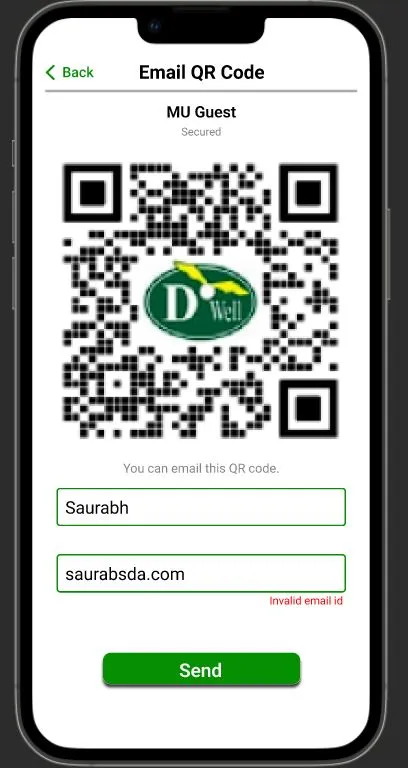 Back
Email QR Code
MU Guest
Secured
D Well
You can email this QR code.
Saurabh
saurabsda.com
Invalid email id
Send